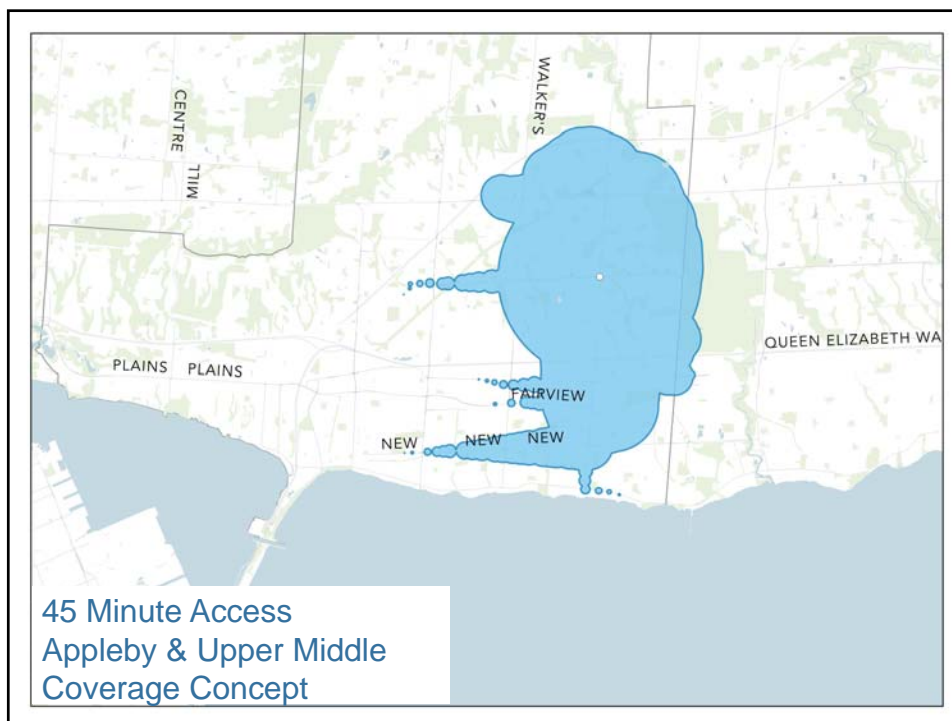 WALKER'S
CENTRE
MILL
QUEEN ELIZABETH WA
PLAINS PLAINS
FAIRVIEW
NEW NEW NEW
45 Minute Access
Appleby & Upper Middle
Coverage Concept